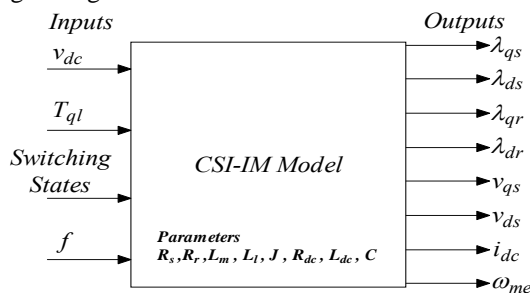 Inputs
Outputs
v_dc
T_ql
Switching
States
f
CSI-IM Model
Parameters
R_s , R_r , L_m , L_l , J , R_dc , L_dc , C
λ_qs
λ_ds
λ_qr
λ_dr
v_qs
v_ds
i_dc
ω_me